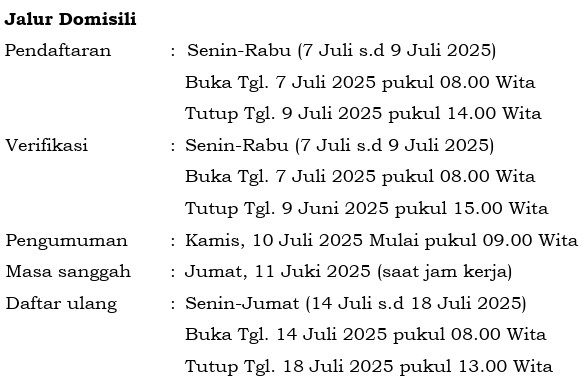 Jalur Domisili
Pendaftaran : Senin-Rabu (7 Juli s.d 9 Juli 2025)
Buka Tgl. 7 Juli 2025 pukul 08.00 Wita
Tutup Tgl. 9 Juli 2025 pukul 14.00 Wita
Verifikasi : Senin-Rabu (7 Juli s.d 9 Juli 2025)
Buka Tgl. 7 Juli 2025 pukul 08.00 Wita
Tutup Tgl. 9 Juni 2025 pukul 15.00 Wita
Pengumuman : Kamis, 10 Juli 2025 Mulai pukul 09.00 Wita
Masa sanggah : Jumat, 11 Juki 2025 (saat jam kerja)
Daftar ulang : Senin-Jumat (14 Juli s.d 18 Juli 2025)
Buka Tgl. 14 Juli 2025 pukul 08.00 Wita
Tutup Tgl. 18 Juli 2025 pukul 13.00 Wita